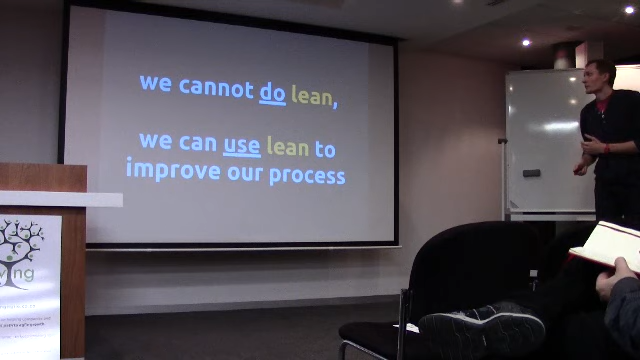 we cannot do lean,
we can use lean to
improve our process